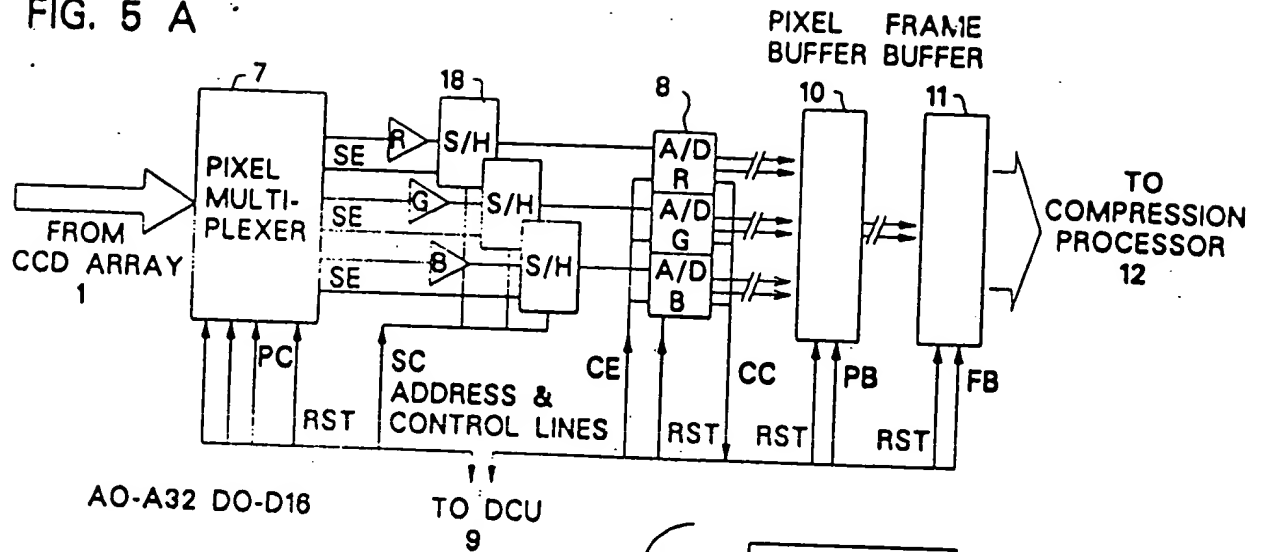 FIG. 5 A
PIXEL FRAME
BUFFER BUFFER
7
18
8
10
11
PIXEL
MULTI-
PLEXER
FROM
CCD ARRAY
1
SE
SE
SE
R
G
B
S/H
S/H
S/H
A/D
R
A/D
G
A/D
B
TO
COMPRESSION
PROCESSOR
12
PC
RST
SC
ADDRESS &
CONTROL LINES
CE
RST
CC
RST
PB
RST
FB
AO-A32 DO-D16
TO DCU
9